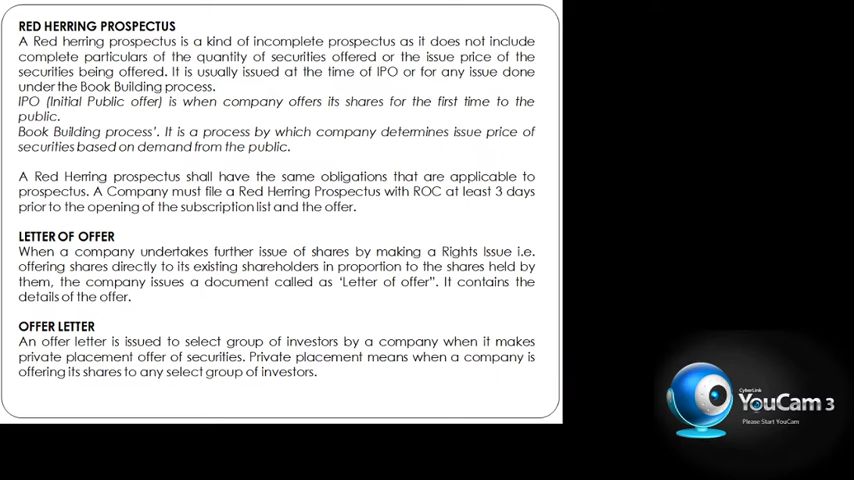 RED HERRING PROSPECTUS
A Red herring prospectus is a kind of incomplete prospectus as it does not include
complete particulars of the quantity of securities offered or the issue price of the
securities being offered. It is usually issued at the time of IPO or for any issue done
under the Book Building process.
IPO (Initial Public offer) is when company offers its shares for the first time to the
public.
Book Building process'. It is a process by which company determines issue price of
securities based on demand from the public.
A Red Herring prospectus shall have the same obligations that are applicable to
prospectus. A Company must file a Red Herring Prospectus with ROC at least 3 days
prior to the opening of the subscription list and the offer.
LETTER OF OFFER
When a company undertakes further issue of shares by making a Rights Issue i.e.
offering shares directly to its existing shareholders in proportion to the shares held by
them, the company issues a document called as 'Letter of offer". It contains the
details of the offer.
OFFER LETTER
An offer letter is issued to select group of investors by a company when it makes
private placement offer of securities. Private placement means when a company is
offering its shares to any select group of investors.
CyberLink
YouCam 3
Please Start YouCam